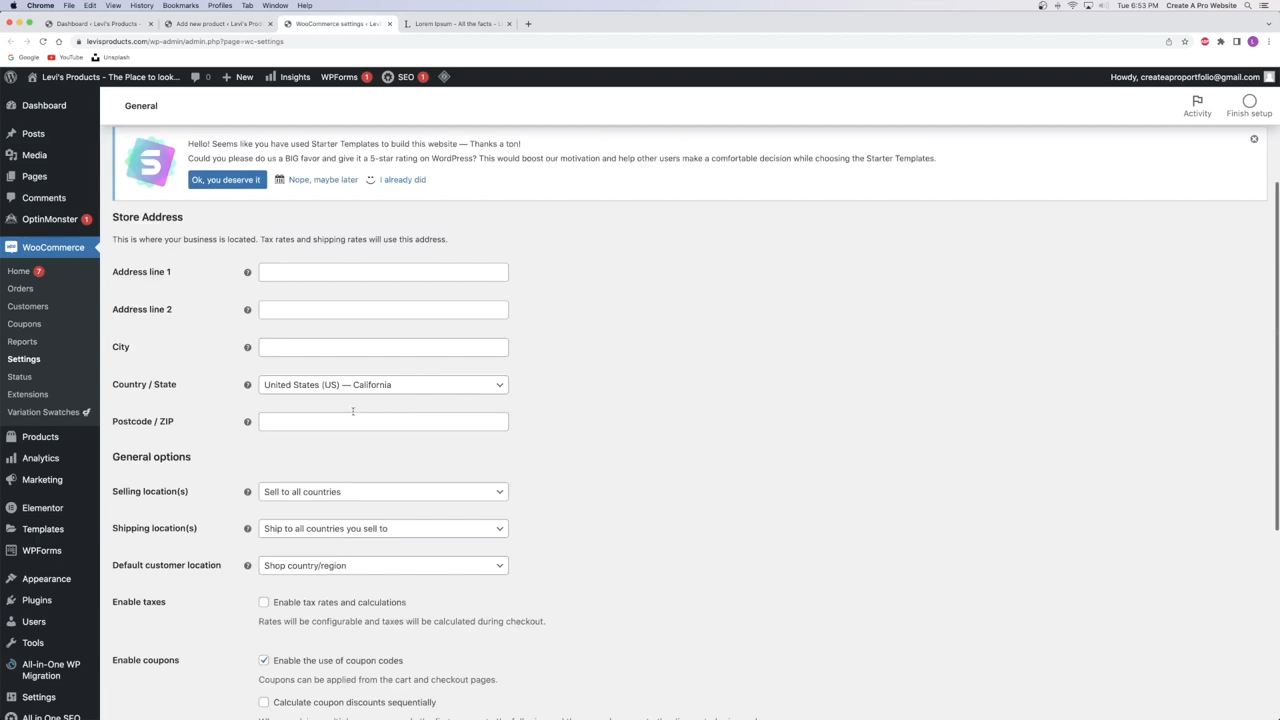 Chrome File Edit View History Bookmarks Profiles Tab Window Help Tue 6:53 PM Create A Pro Website
Dashboard ‹ Levi's Products - Add new product ‹ Levi's Produc WooCommerce settings ‹ Levi Lorem Ipsum - All the facts - L
levisproducts.com/wp-admin/admin.php?page=wc-settings L
Google YouTube Unsplash
Levi's Products - The Place to look... 0 New Insights WPForms 1 SEO 1 Howdy, createaproportfolio@gmail.com
Dashboard
Posts
Media
Pages
Comments
OptinMonster 1
WooCommerce
Home 7
Orders
Customers
Coupons
Reports
Settings
Status
Extensions
Variation Swatches
Products
Analytics
Marketing
Elementor
Templates
WPForms
Appearance
Plugins
Users
Tools
All-in-One WP
Migration
Settings
All in One SEO
General
Activity
Finish setup
Hello! Seems like you have used Starter Templates to build this website — Thanks a ton!
Could you please do us a BIG favor and give it a 5-star rating on WordPress? This would boost our motivation and help other users make a comfortable decision while choosing the Starter Templates.
Ok, you deserve it Nope, maybe later I already did
Store Address
This is where your business is located. Tax rates and shipping rates will use this address.
Address line 1
Address line 2
City
Country / State United States (US) — California
Postcode / ZIP
General options
Selling location(s) Sell to all countries
Shipping location(s) Ship to all countries you sell to
Default customer location Shop country/region
Enable taxes Enable tax rates and calculations
Rates will be configurable and taxes will be calculated during checkout.
Enable coupons Enable the use of coupon codes
Coupons can be applied from the cart and checkout pages.
Calculate coupon discounts sequentially